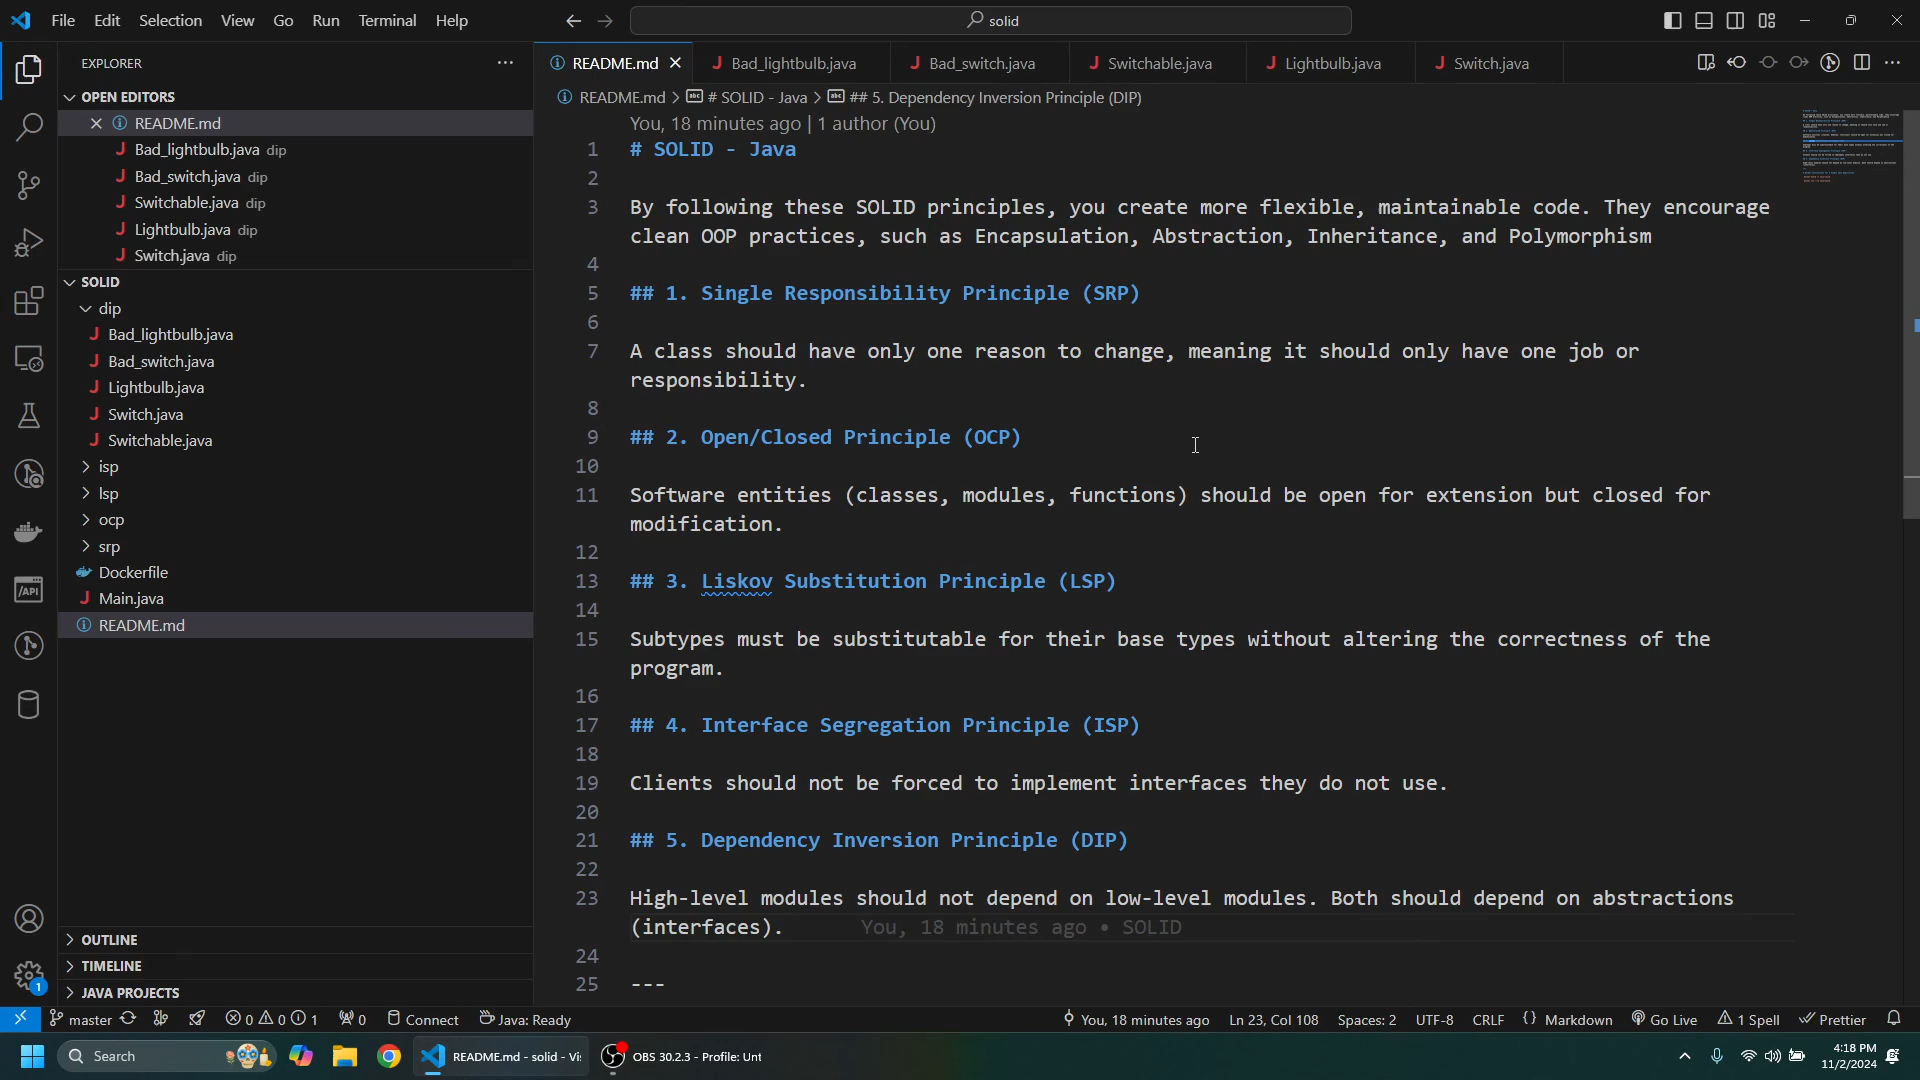 File Edit Selection View Go Run Terminal Help
solid
EXPLORER
OPEN EDITORS
README.md
Bad_lightbulb.java dip
Bad_switch.java dip
Switchable.java dip
Lightbulb.java dip
Switch.java dip
SOLID
dip
Bad_lightbulb.java
Bad_switch.java
Lightbulb.java
Switch.java
Switchable.java
isp
lsp
ocp
srp
Dockerfile
Main.java
README.md
OUTLINE
TIMELINE
JAVA PROJECTS
README.md Bad_lightbulb.java Bad_switch.java Switchable.java Lightbulb.java Switch.java
README.md > # SOLID - Java > ## 5. Dependency Inversion Principle (DIP)
You, 18 minutes ago | 1 author (You)
1 # SOLID - Java
2
3 By following these SOLID principles, you create more flexible, maintainable code. They encourage
clean OOP practices, such as Encapsulation, Abstraction, Inheritance, and Polymorphism
4
5 ## 1. Single Responsibility Principle (SRP)
6
7 A class should have only one reason to change, meaning it should only have one job or
responsibility.
8
9 ## 2. Open/Closed Principle (OCP)
10
11 Software entities (classes, modules, functions) should be open for extension but closed for
modification.
12
13 ## 3. Liskov Substitution Principle (LSP)
14
15 Subtypes must be substitutable for their base types without altering the correctness of the
program.
16
17 ## 4. Interface Segregation Principle (ISP)
18
19 Clients should not be forced to implement interfaces they do not use.
20
21 ## 5. Dependency Inversion Principle (DIP)
22
23 High-level modules should not depend on low-level modules. Both should depend on abstractions
(interfaces). You, 18 minutes ago • SOLID
24
25 ---
/API
1
master 0 0 1 0 Connect Java: Ready You, 18 minutes ago Ln 23, Col 108 Spaces: 2 UTF-8 CRLF {} Markdown Go Live 1 Spell Prettier
Search README.md - solid - Vi OBS 30.2.3 - Profile: Unt 4:18 PM
11/2/2024